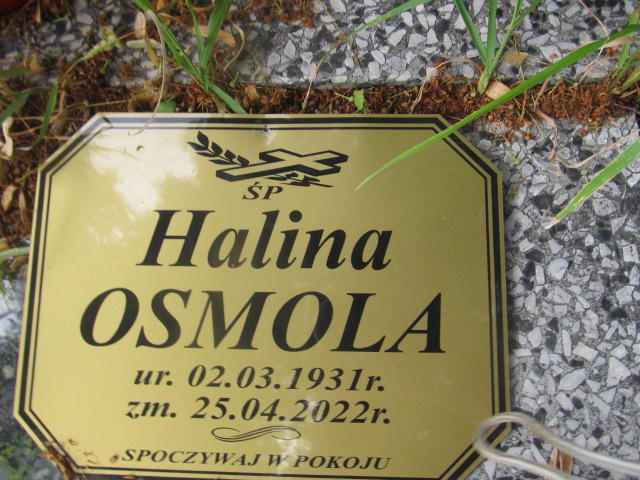 ŚP
Halina
OSMOLA
ur. 02.03.1931r.
zm. 25.04.2022r.
SPOCZYWAJ W POKOJU